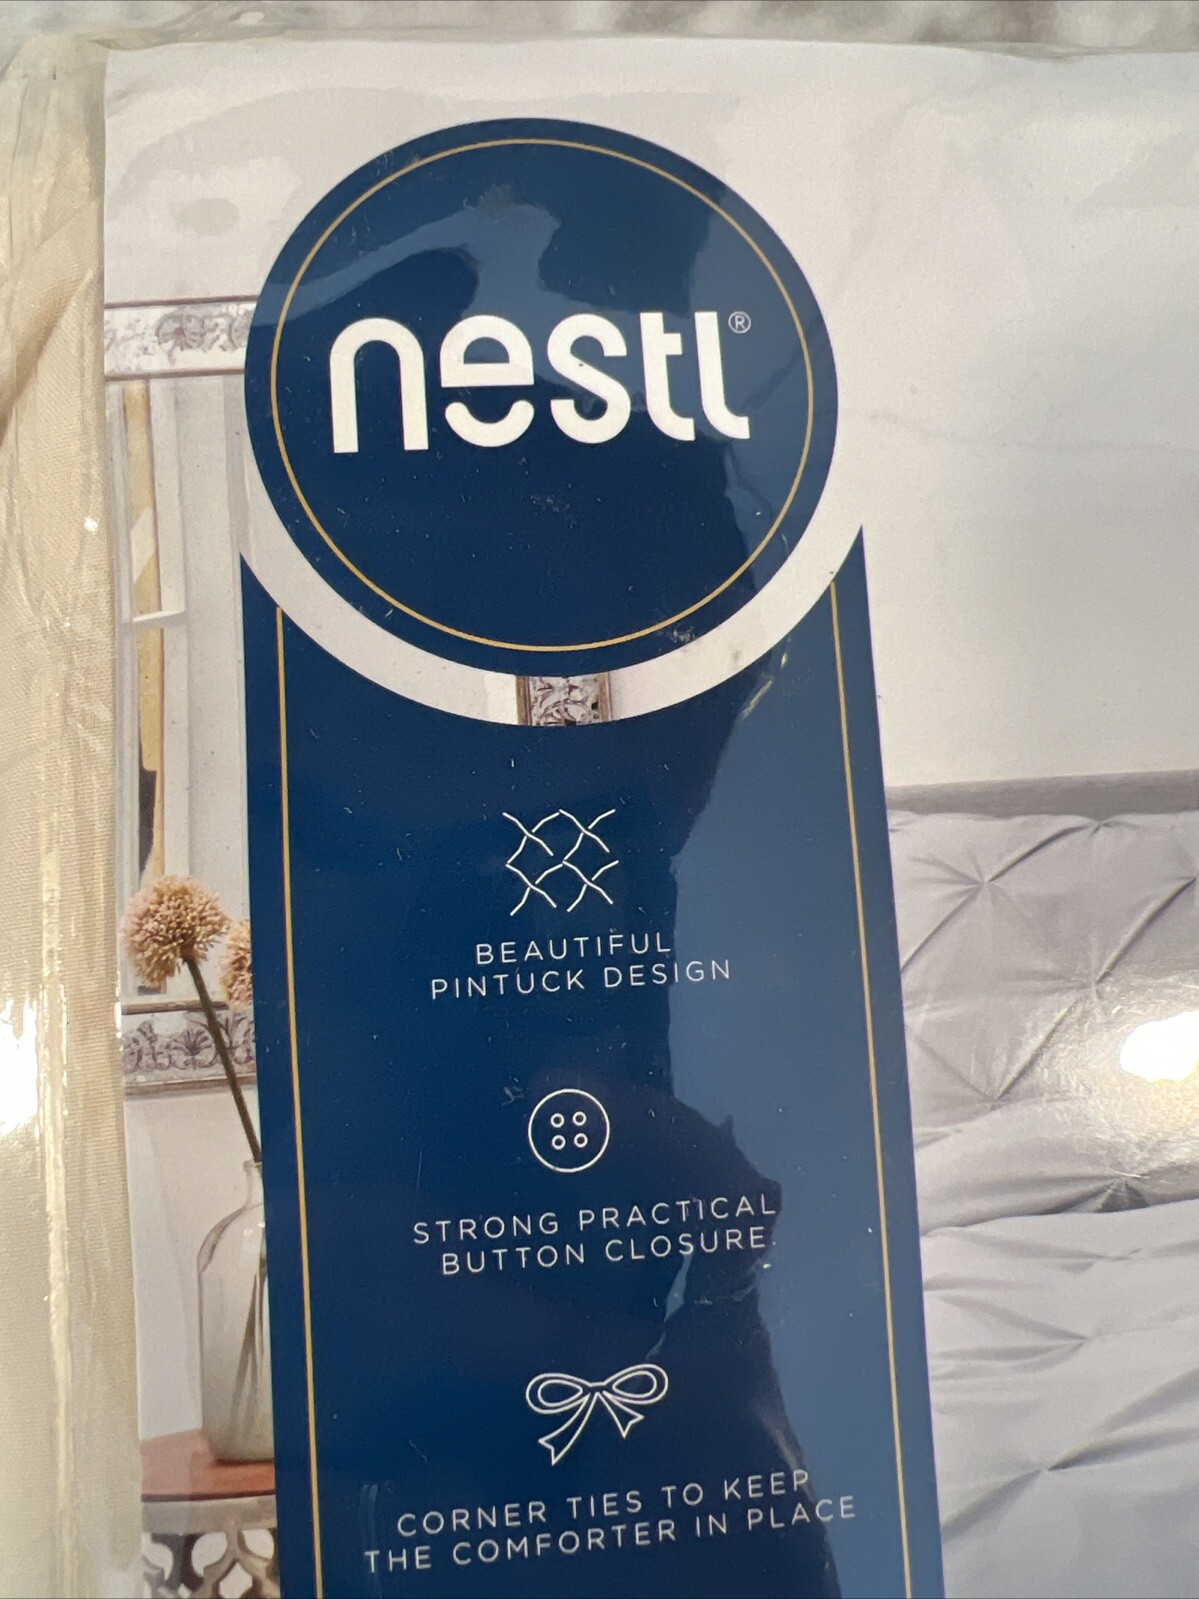 nestl®
BEAUTIFUL
PINTUCK DESIGN
STRONG PRACTICAL
BUTTON CLOSURE.
CORNER TIES TO KEEP
THE COMFORTER IN PLACE